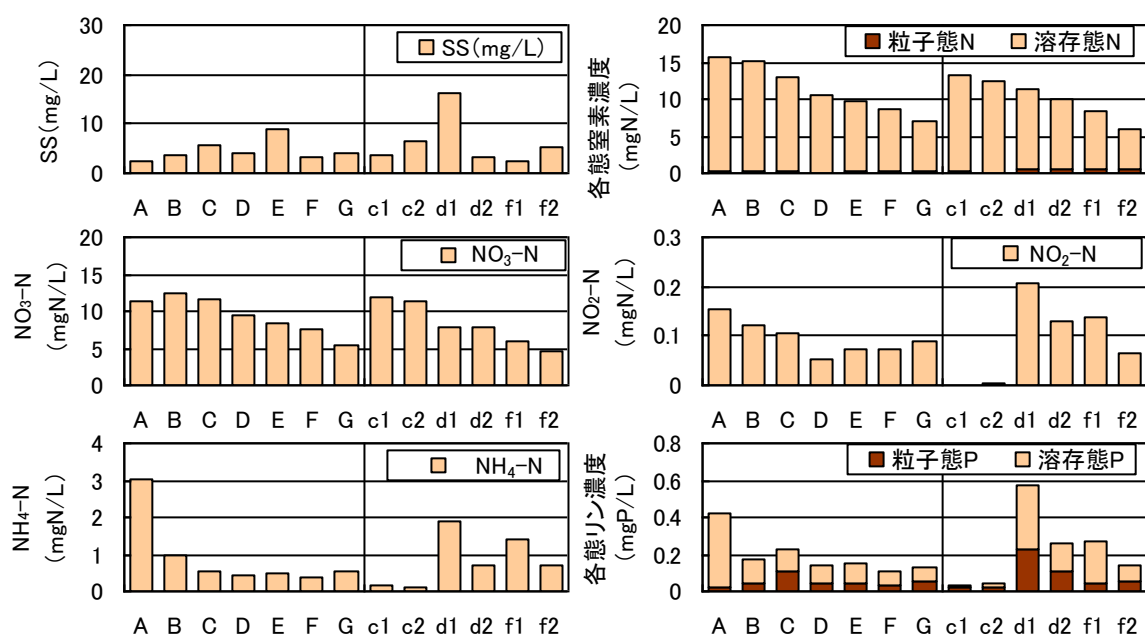 SS(mg/L)
30
20
10
0
SS(mg/L)
A B C D E F G c1 c2 d1 d2 f1 f2
各態窒素濃度
(mgN/L)
20
15
10
5
0
粒子態N 溶存態N
A B C D E F G c1 c2 d1 d2 f1 f2
NO₃-N
(mgN/L)
20
15
10
5
0
NO₃-N
A B C D E F G c1 c2 d1 d2 f1 f2
NO₂-N
(mgN/L)
0.3
0.2
0.1
0
NO₂-N
A B C D E F G c1 c2 d1 d2 f1 f2
NH₄-N
(mgN/L)
4
3
2
1
0
NH₄-N
A B C D E F G c1 c2 d1 d2 f1 f2
各態リン濃度
(mgP/L)
0.8
0.6
0.4
0.2
0
粒子態P 溶存態P
A B C D E F G c1 c2 d1 d2 f1 f2